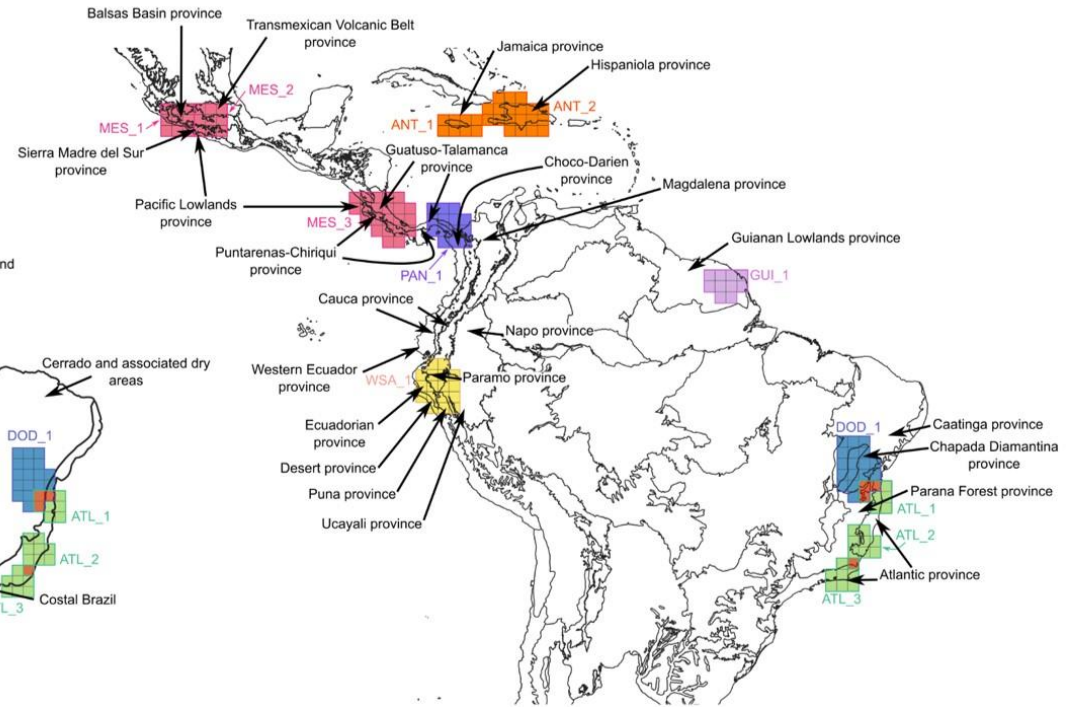 Balsas Basin province
Transmexican Volcanic Belt
province
MES_2
MES_1
Sierra Madre del Sur
province
Pacific Lowlands
province
Jamaica province
Hispaniola province
ANT_2
ANT_1
Guatuso-Talamanca
province
Choco-Darien
province
Magdalena province
MES_3
Puntarenas-Chiriqui
province
PAN_1
Guianan Lowlands province
GUI_1
nd
Cauca province
Napo province
Western Ecuador
province
WSA_1
Paramo province
Ecuadorian
province
Desert province
Puna province
Ucayali province
Cerrado and associated dry
areas
DOD_1
ATL_1
ATL_2
Costal Brazil
L_3
DOD_1
Caatinga province
Chapada Diamantina
province
Parana Forest province
ATL_1
ATL_2
Atlantic province
ATL_3